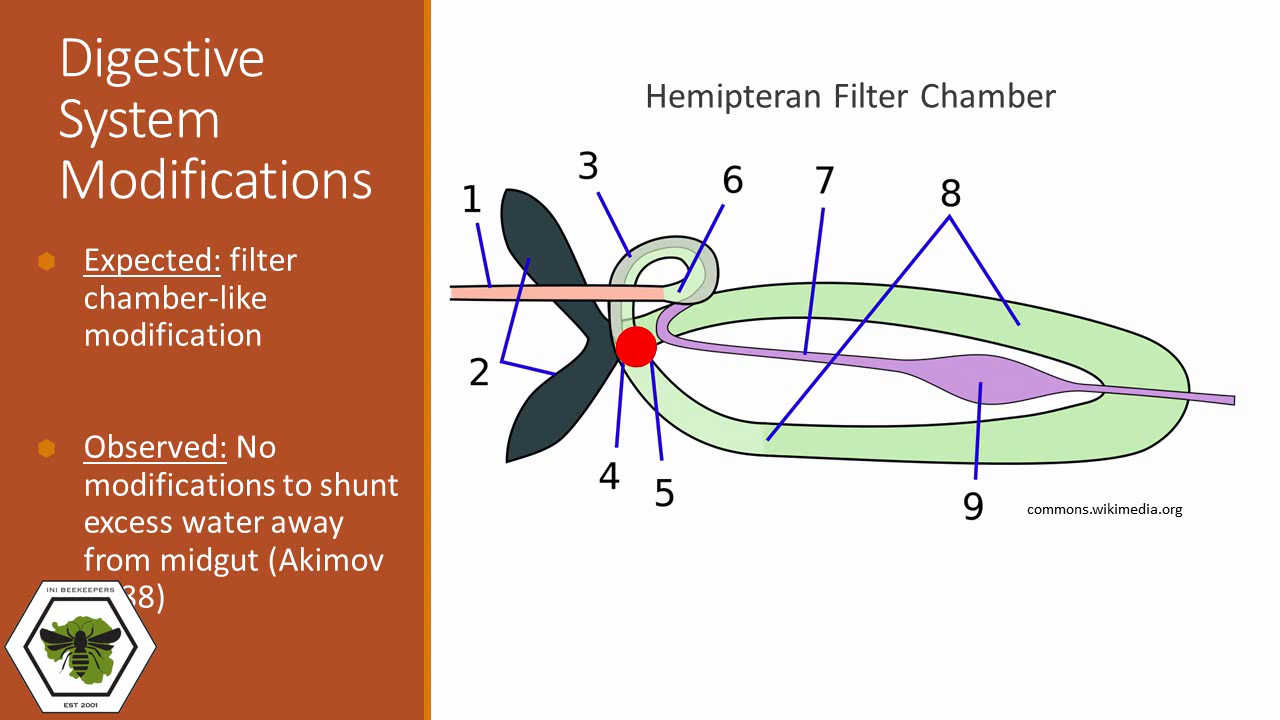 Digestive
System
Modifications
Expected: filter
chamber-like
modification
Observed: No
modifications to shunt
excess water away
from midgut (Akimov
38)
INI BEEKEEPERS
EST 2001
Hemipteran Filter Chamber
1
2
3
4
5
6
7
8
9
commons.wikimedia.org